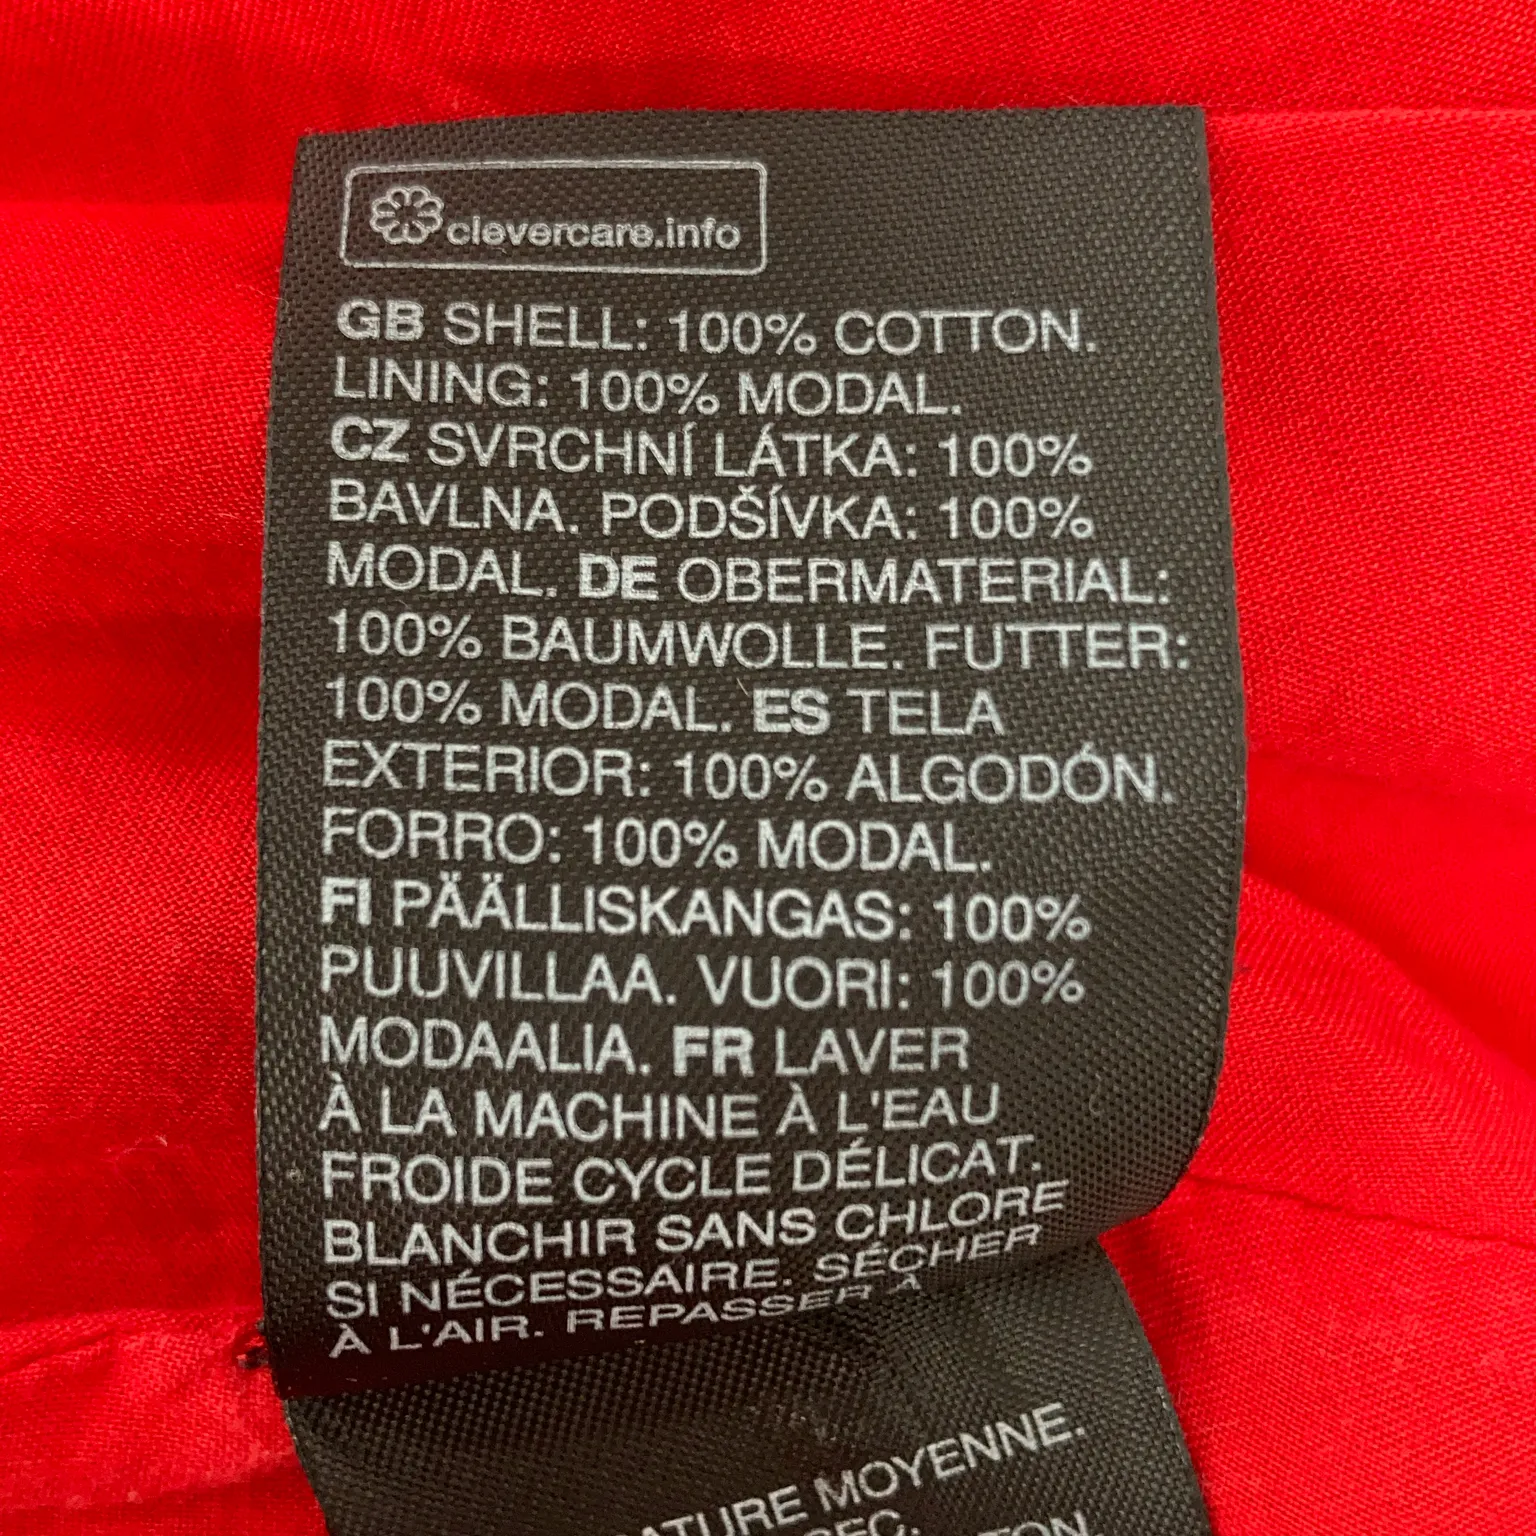 clevercare.info
GB SHELL: 100% COTTON.
LINING: 100% MODAL.
CZ SVRCHNÍ LÁTKA: 100%
BAVLNA. PODŠÍVKA: 100%
MODAL. DE OBERMATERIAL:
100% BAUMWOLLE. FUTTER:
100% MODAL. ES TELA
EXTERIOR: 100% ALGODÓN.
FORRO: 100% MODAL.
FI PÄÄLLISKANGAS: 100%
PUUVILLAA. VUORI: 100%
MODAALIA. FR LAVER
À LA MACHINE À L'EAU
FROIDE CYCLE DÉLICAT.
BLANCHIR SANS CHLORE
SI NÉCESSAIRE. SÉCHER
À L'AIR. REPASSER À
MOYENNE.